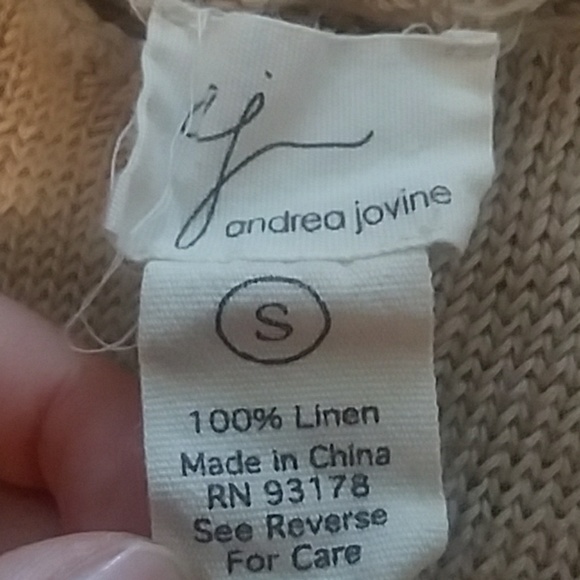 aj
andrea jovine
S
100% Linen
Made in China
RN 93178
See Reverse
For Care